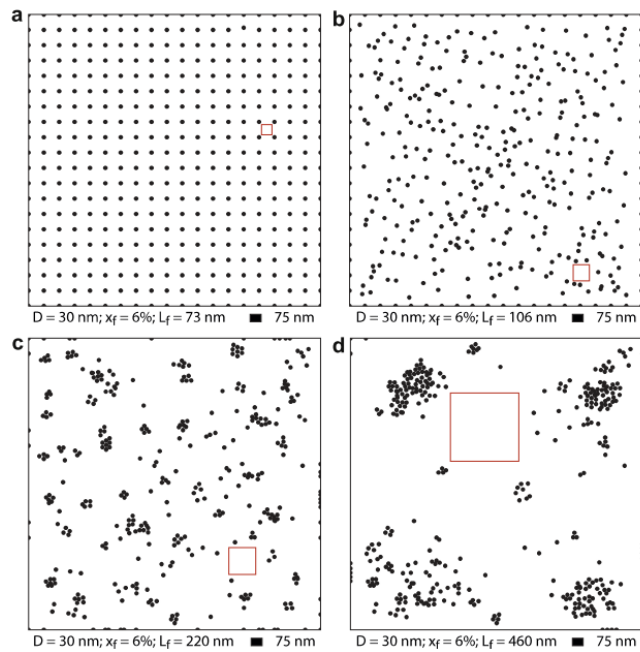 a
b
D = 30 nm; x_f = 6%; L_f = 73 nm 75 nm
D = 30 nm; x_f = 6%; L_f = 106 nm 75 nm
c
d
D = 30 nm; x_f = 6%; L_f = 220 nm 75 nm
D = 30 nm; x_f = 6%; L_f = 460 nm 75 nm